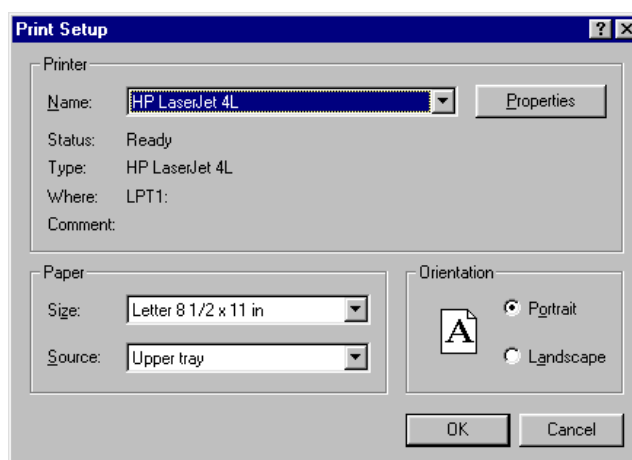 Print Setup
Printer
Name: HP LaserJet 4L Properties
Status: Ready
Type: HP LaserJet 4L
Where: LPT1:
Comment:
Paper
Size: Letter 8 1/2 x 11 in
Source: Upper tray
Orientation
A
Portrait
Landscape
OK Cancel